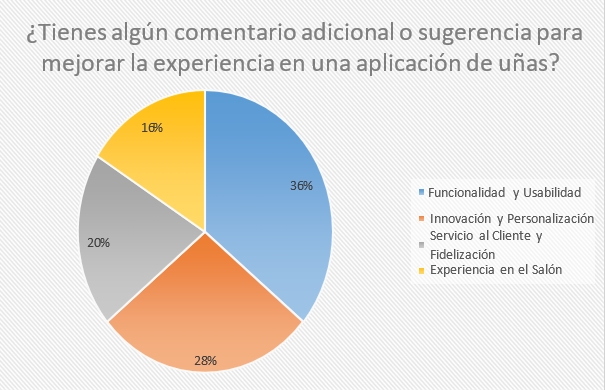 ¿Tienes algún comentario adicional o sugerencia para
mejorar la experiencia en una aplicación de uñas?
16%
36%
20%
28%
Funcionalidad y Usabilidad
Innovación y Personalización
Servicio al Cliente y
Fidelización
Experiencia en el Salón